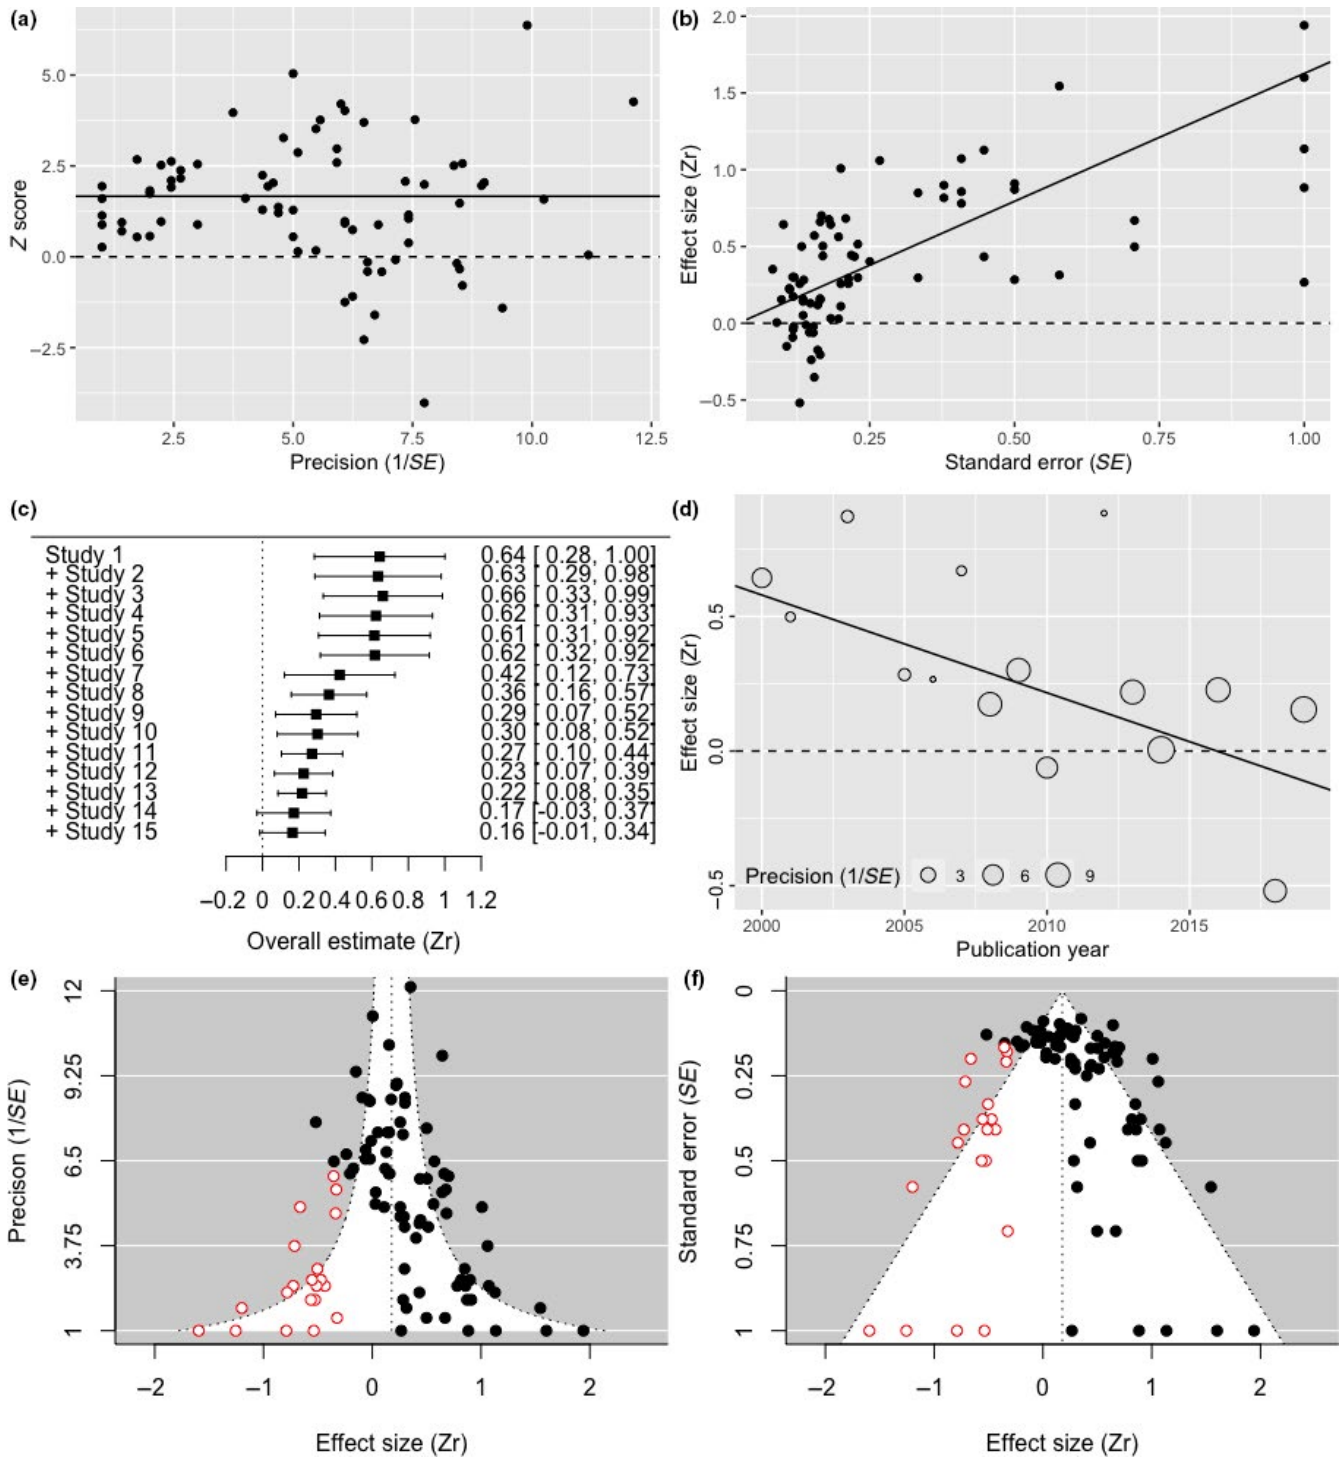 (a)
5.0
2.5
0.0
−2.5
Z score
2.5 5.0 7.5 10.0 12.5
Precision (1/SE)
(b)
2.0
1.5
1.0
0.5
0.0
−0.5
Effect size (Zr)
0.25 0.50 0.75 1.00
Standard error (SE)
(c)
Study 1 0.64 [ 0.28, 1.00]
+ Study 2 0.63 [ 0.29, 0.98]
+ Study 3 0.66 [ 0.33, 0.99]
+ Study 4 0.62 [ 0.31, 0.93]
+ Study 5 0.61 [ 0.31, 0.92]
+ Study 6 0.62 [ 0.32, 0.92]
+ Study 7 0.42 [ 0.12, 0.73]
+ Study 8 0.36 [ 0.16, 0.57]
+ Study 9 0.29 [ 0.07, 0.52]
+ Study 10 0.30 [ 0.08, 0.52]
+ Study 11 0.27 [ 0.10, 0.44]
+ Study 12 0.23 [ 0.07, 0.39]
+ Study 13 0.22 [ 0.08, 0.35]
+ Study 14 0.17 [-0.03, 0.37]
+ Study 15 0.16 [-0.01, 0.34]
−0.2 0 0.2 0.4 0.6 0.8 1 1.2
Overall estimate (Zr)
(d)
0.5
0.0
−0.5
Effect size (Zr)
Precision (1/SE) 3 6 9
2000 2005 2010 2015
Publication year
(e)
12
9.25
6.5
3.75
1
Precison (1/SE)
−2 −1 0 1 2
Effect size (Zr)
(f)
0
0.25
0.5
0.75
1
Standard error (SE)
−2 −1 0 1 2
Effect size (Zr)